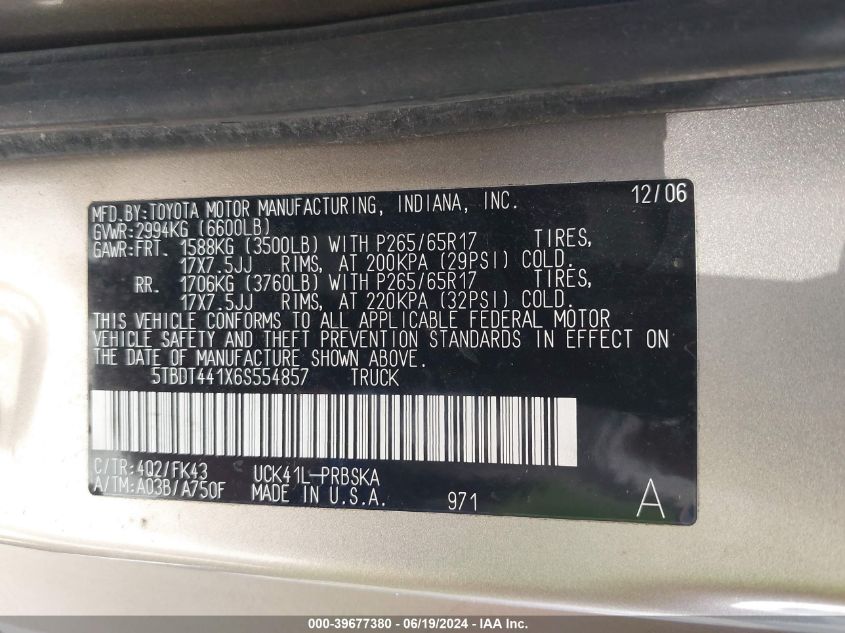 MFD.BY:TOYOTA MOTOR MANUFACTURING, INDIANA, INC. 12/06
GVWR:2994KG (6600LB)
GAWR:FRT. 1588KG (3500LB) WITH P265/65R17 TIRES,
17X7.5JJ RIMS, AT 200KPA (29PSI) COLD.
RR. 1706KG (3760LB) WITH P265/65R17 TIRES,
17X7.5JJ RIMS, AT 220KPA (32PSI) COLD.
THIS VEHICLE CONFORMS TO ALL APPLICABLE FEDERAL MOTOR
VEHICLE SAFETY AND THEFT PREVENTION STANDARDS IN EFFECT ON
THE DATE OF MANUFACTURE SHOWN ABOVE.
5TBDT441X6S554857 TRUCK
C/TR:4Q2/FK43 UCK41L-PRBSKA
A/TM:A03B/A750F MADE IN U.S.A. 971 A
000-39677380 - 06/19/2024 - IAA Inc.